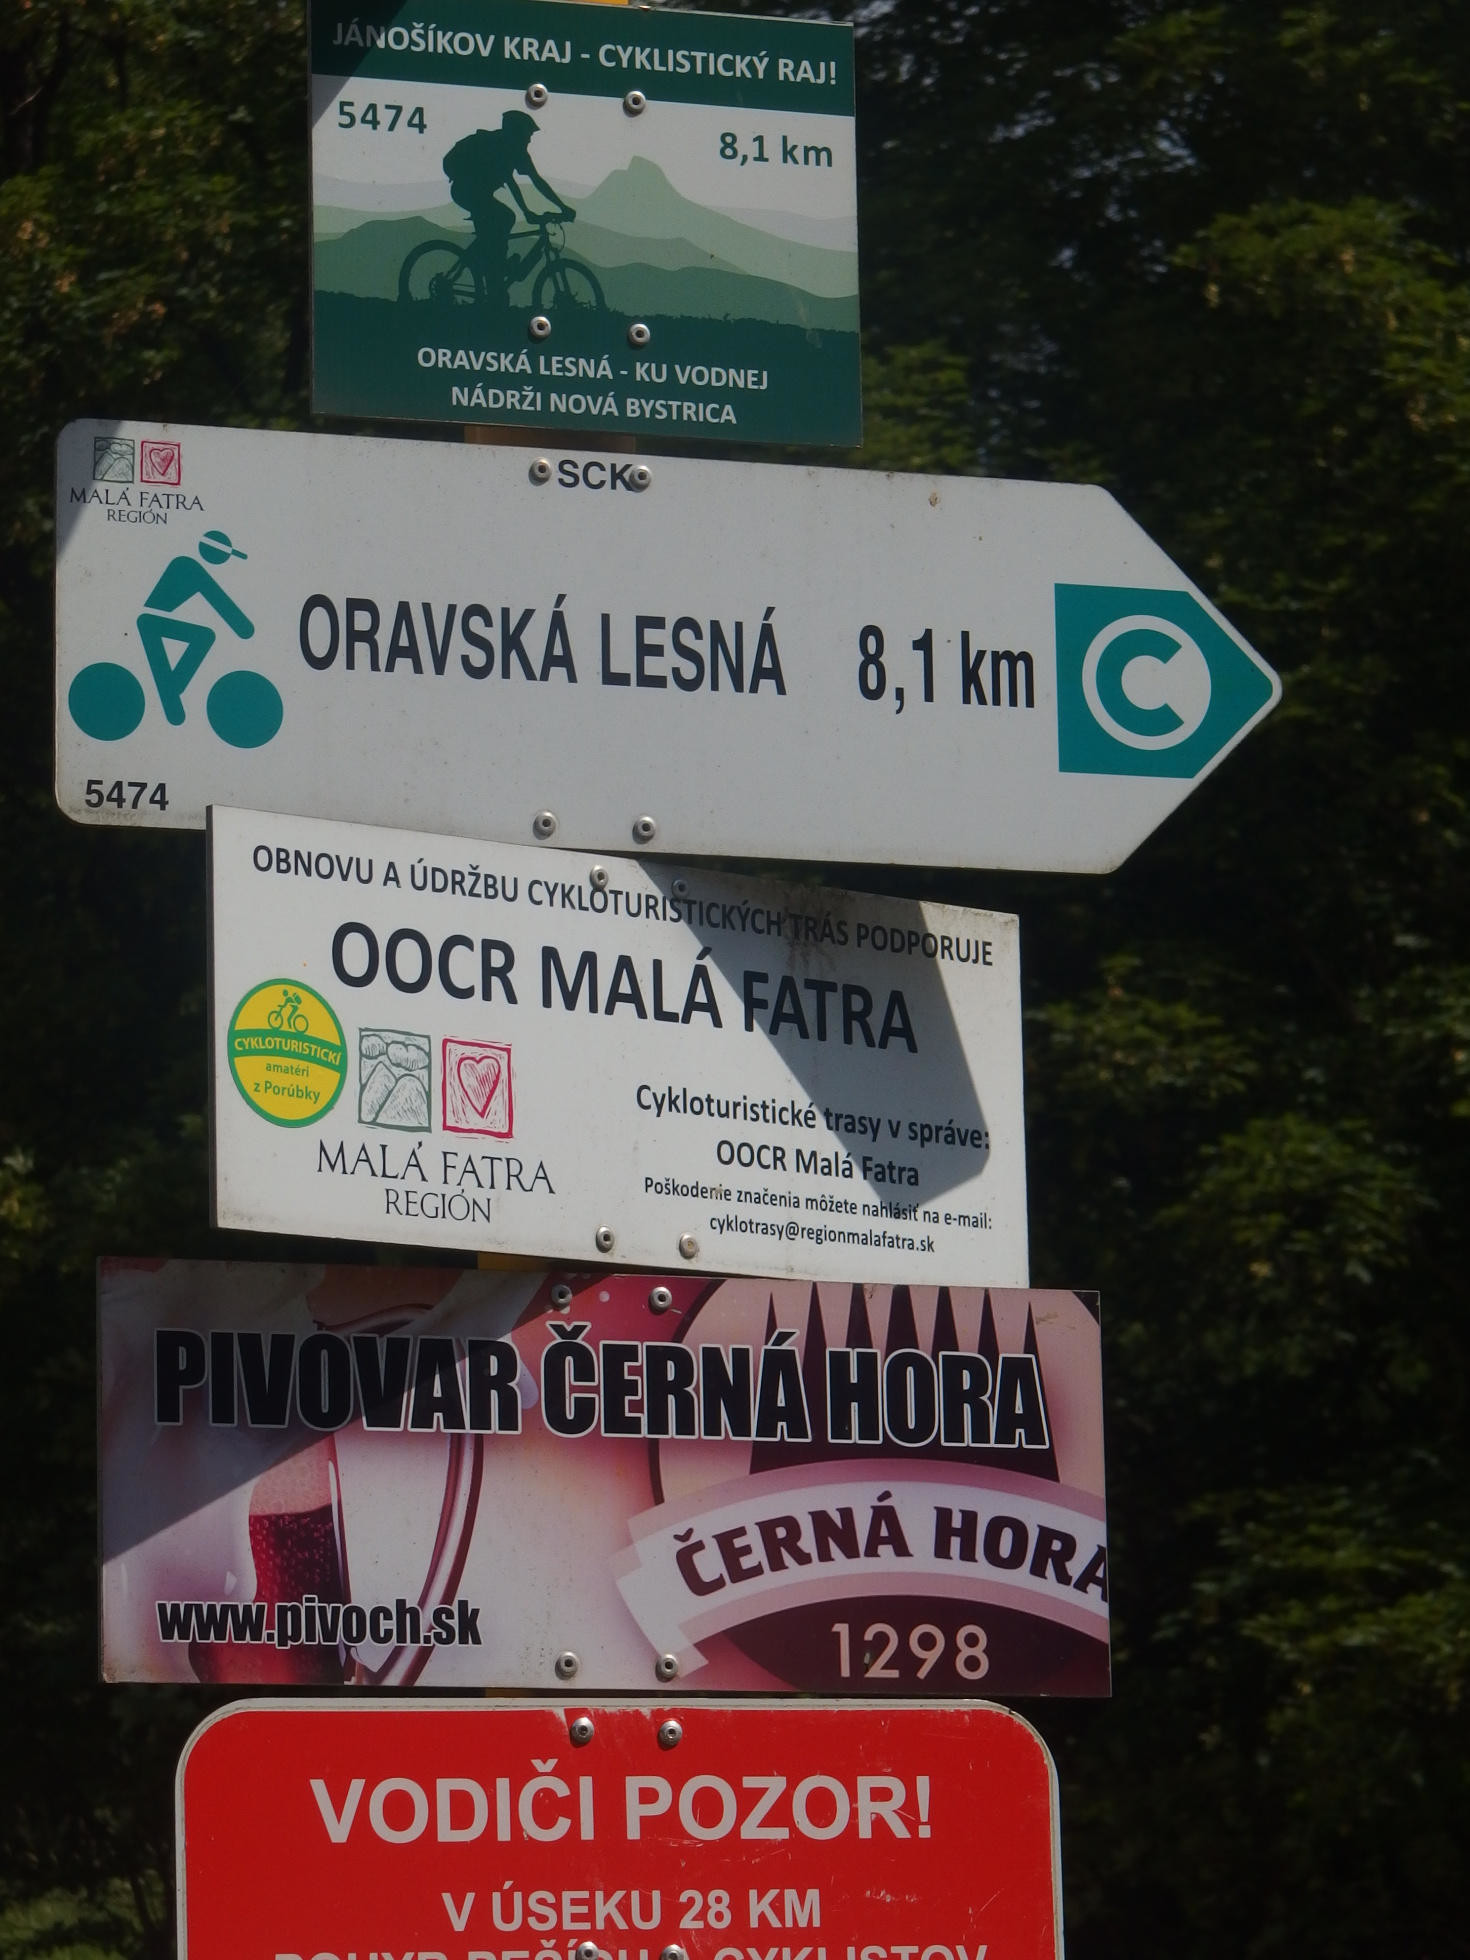 JÁNOŠÍKOV KRAJ - CYKLISTICKÝ RAJ!
5474
8,1 km
ORAVSKÁ LESNÁ - KU VODNEJ
NÁDRŽI NOVÁ BYSTRICA
SCK
MALÁ FATRA
REGIÓN
ORAVSKÁ LESNÁ 8,1 km C
5474
OBNOVU A ÚDRŽBU CYKLOTURISTICKÝCH TRÁS PODPORUJE
OOCR MALÁ FATRA
CYKLOTURISTICKÍ
amatéri
z Porúbky
MALÁ FATRA
REGIÓN
Cykloturistické trasy v správe:
OOCR Malá Fatra
Poškodenie značenia môžete nahlásiť na e-mail:
cyklotrasy@regionmalafatra.sk
PIVOVAR ČERNÁ HORA
ČERNÁ HORA
1298
www.pivoch.sk
VODIČI POZOR!
V ÚSEKU 28 KM
CYKLISTOV